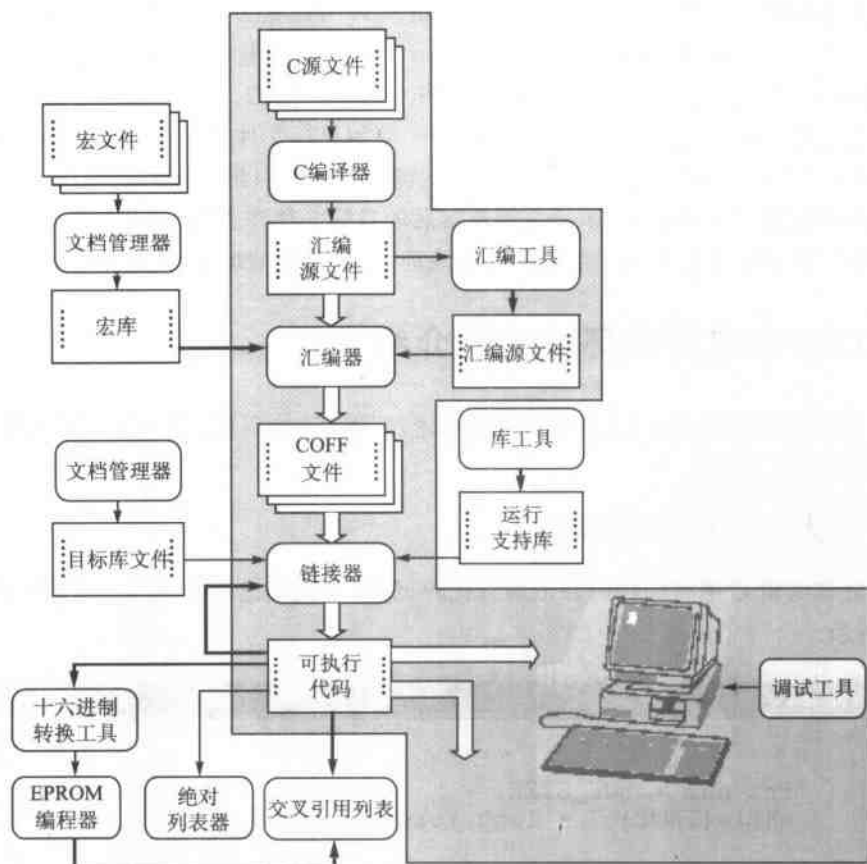 C源文件
宏文件
C编译器
文档管理器
汇编
源文件
汇编工具
宏库
汇编器
汇编源文件
COFF
文件
库工具
文档管理器
运行
支持库
目标库文件
链接器
可执行
代码
调试工具
十六进制
转换工具
EPROM
编程器
绝对
列表器
交叉引用列表